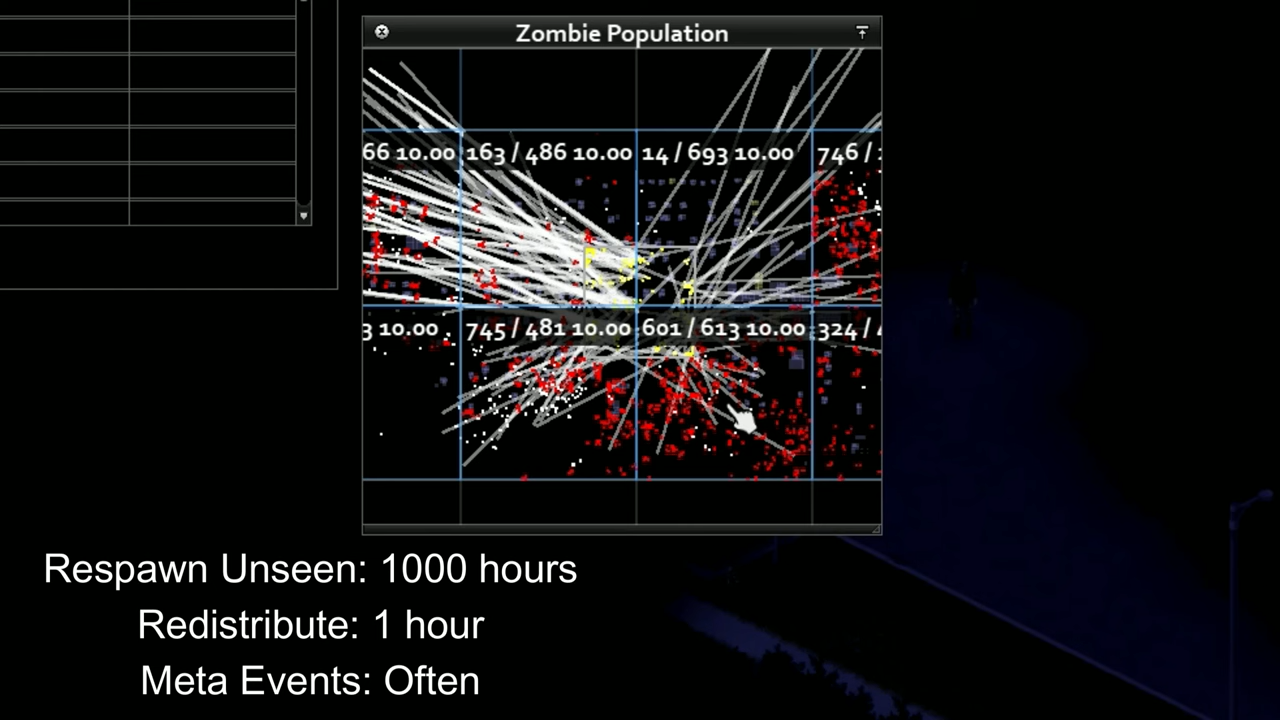 Zombie Population
66 10.00 163 / 486 10.00 14 / 693 10.00 746 /
3 10.00 745 / 481 10.00 601 / 613 10.00 324 /
Respawn Unseen: 1000 hours
Redistribute: 1 hour
Meta Events: Often